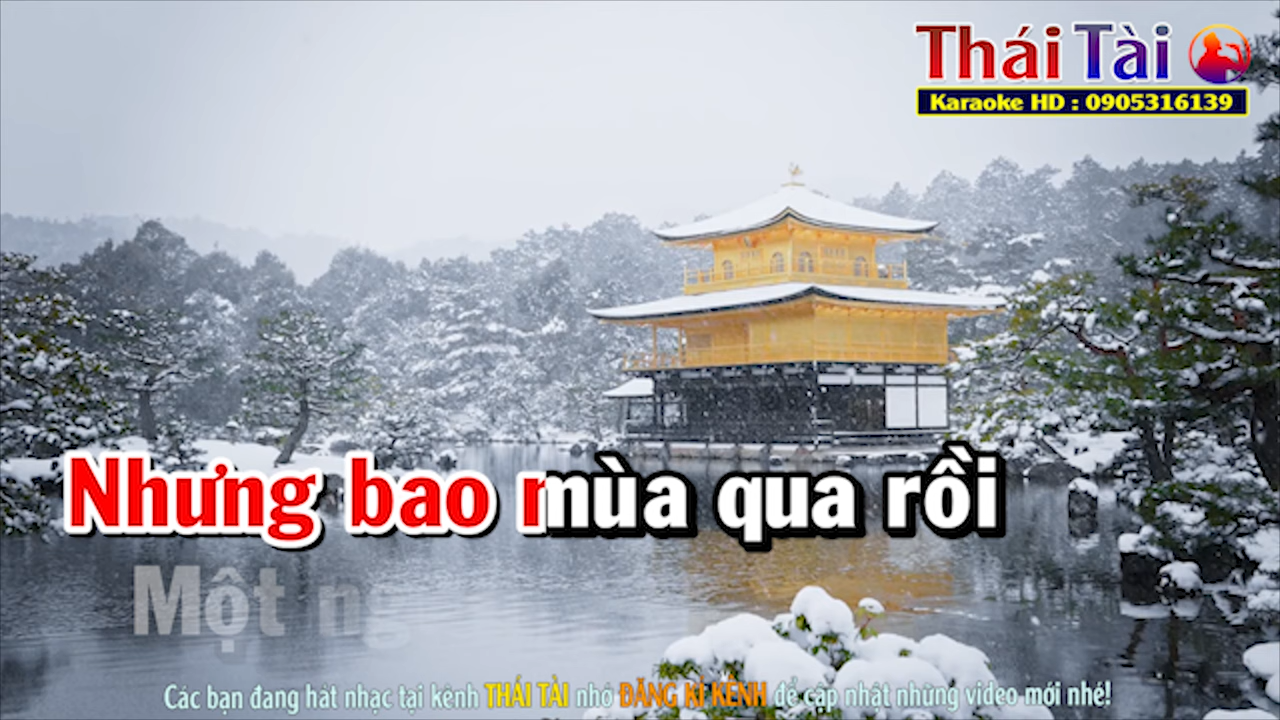 Thái Tài
Karaoke HD : 0905316139
Nhưng bao mùa qua rồi
Một ng
Các bạn đang hát nhạc tại kênh THÁI TÀI nhớ ĐĂNG KÍ KÊNH để cập nhật những video mới nhé!